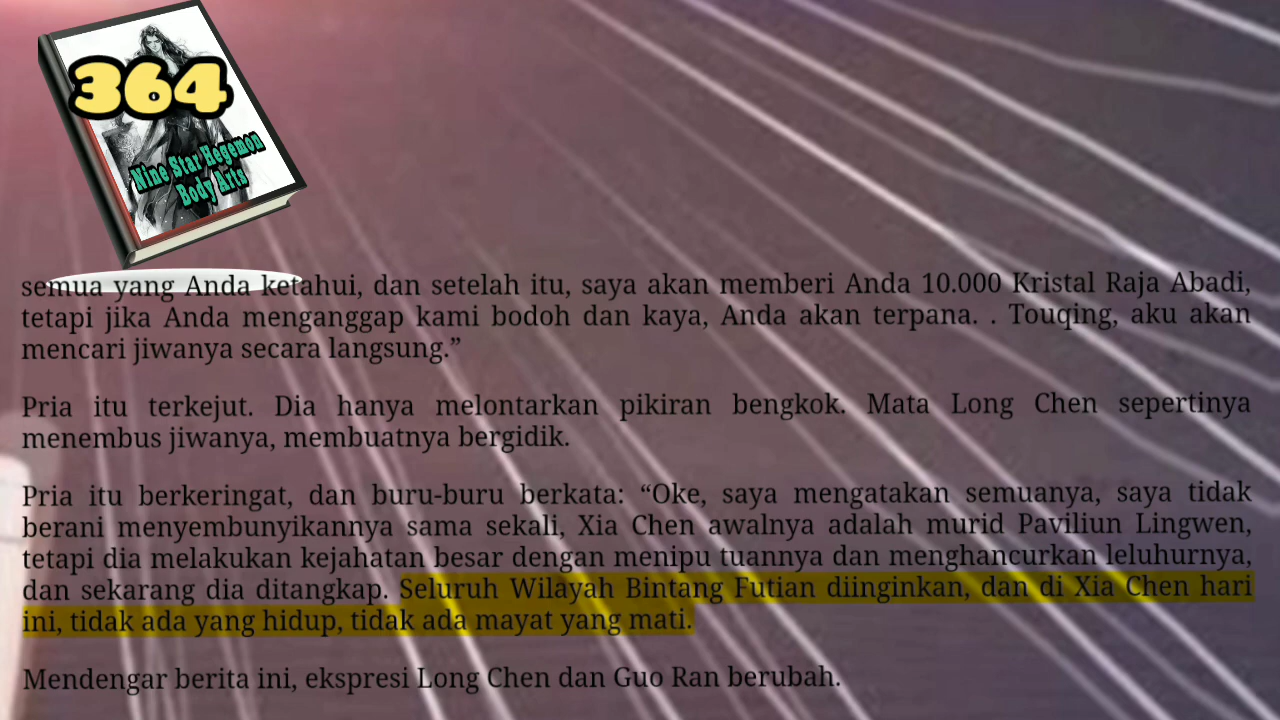 364
Nine Star Hegemon
Body Arts
semua yang Anda ketahui, dan setelah itu, saya akan memberi Anda 10.000 Kristal Raja Abadi,
tetapi jika Anda menganggap kami bodoh dan kaya, Anda akan terpana. . Touqing, aku akan
mencari jiwanya secara langsung.”
Pria itu terkejut. Dia hanya melontarkan pikiran bengkok. Mata Long Chen sepertinya
menembus jiwanya, membuatnya bergidik.
Pria itu berkeringat, dan buru-buru berkata: “Oke, saya mengatakan semuanya, saya tidak
berani menyembunyikannya sama sekali, Xia Chen awalnya adalah murid Paviliun Lingwen,
tetapi dia melakukan kejahatan besar dengan menipu tuannya dan menghancurkan leluhurnya,
dan sekarang dia ditangkap. Seluruh Wilayah Bintang Futian diinginkan, dan di Xia Chen hari
ini, tidak ada yang hidup, tidak ada mayat yang mati.
Mendengar berita ini, ekspresi Long Chen dan Guo Ran berubah.